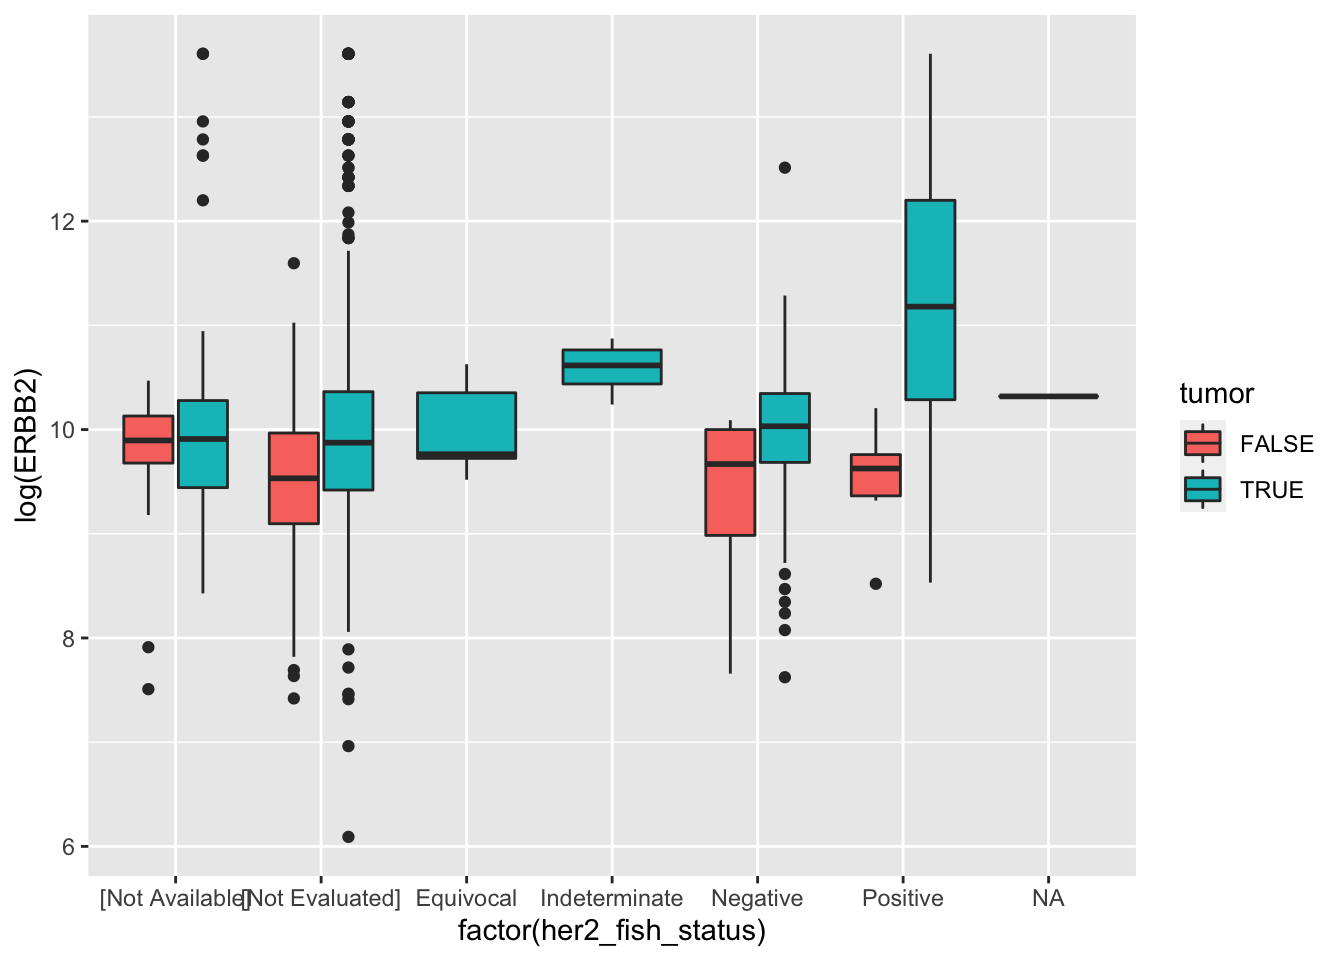 log(ERBB2)
12
10
8
6
[Not Available]
[Not Evaluated]
Equivocal
Indeterminate
Negative
Positive
NA
factor(her2_fish_status)
tumor
FALSE
TRUE